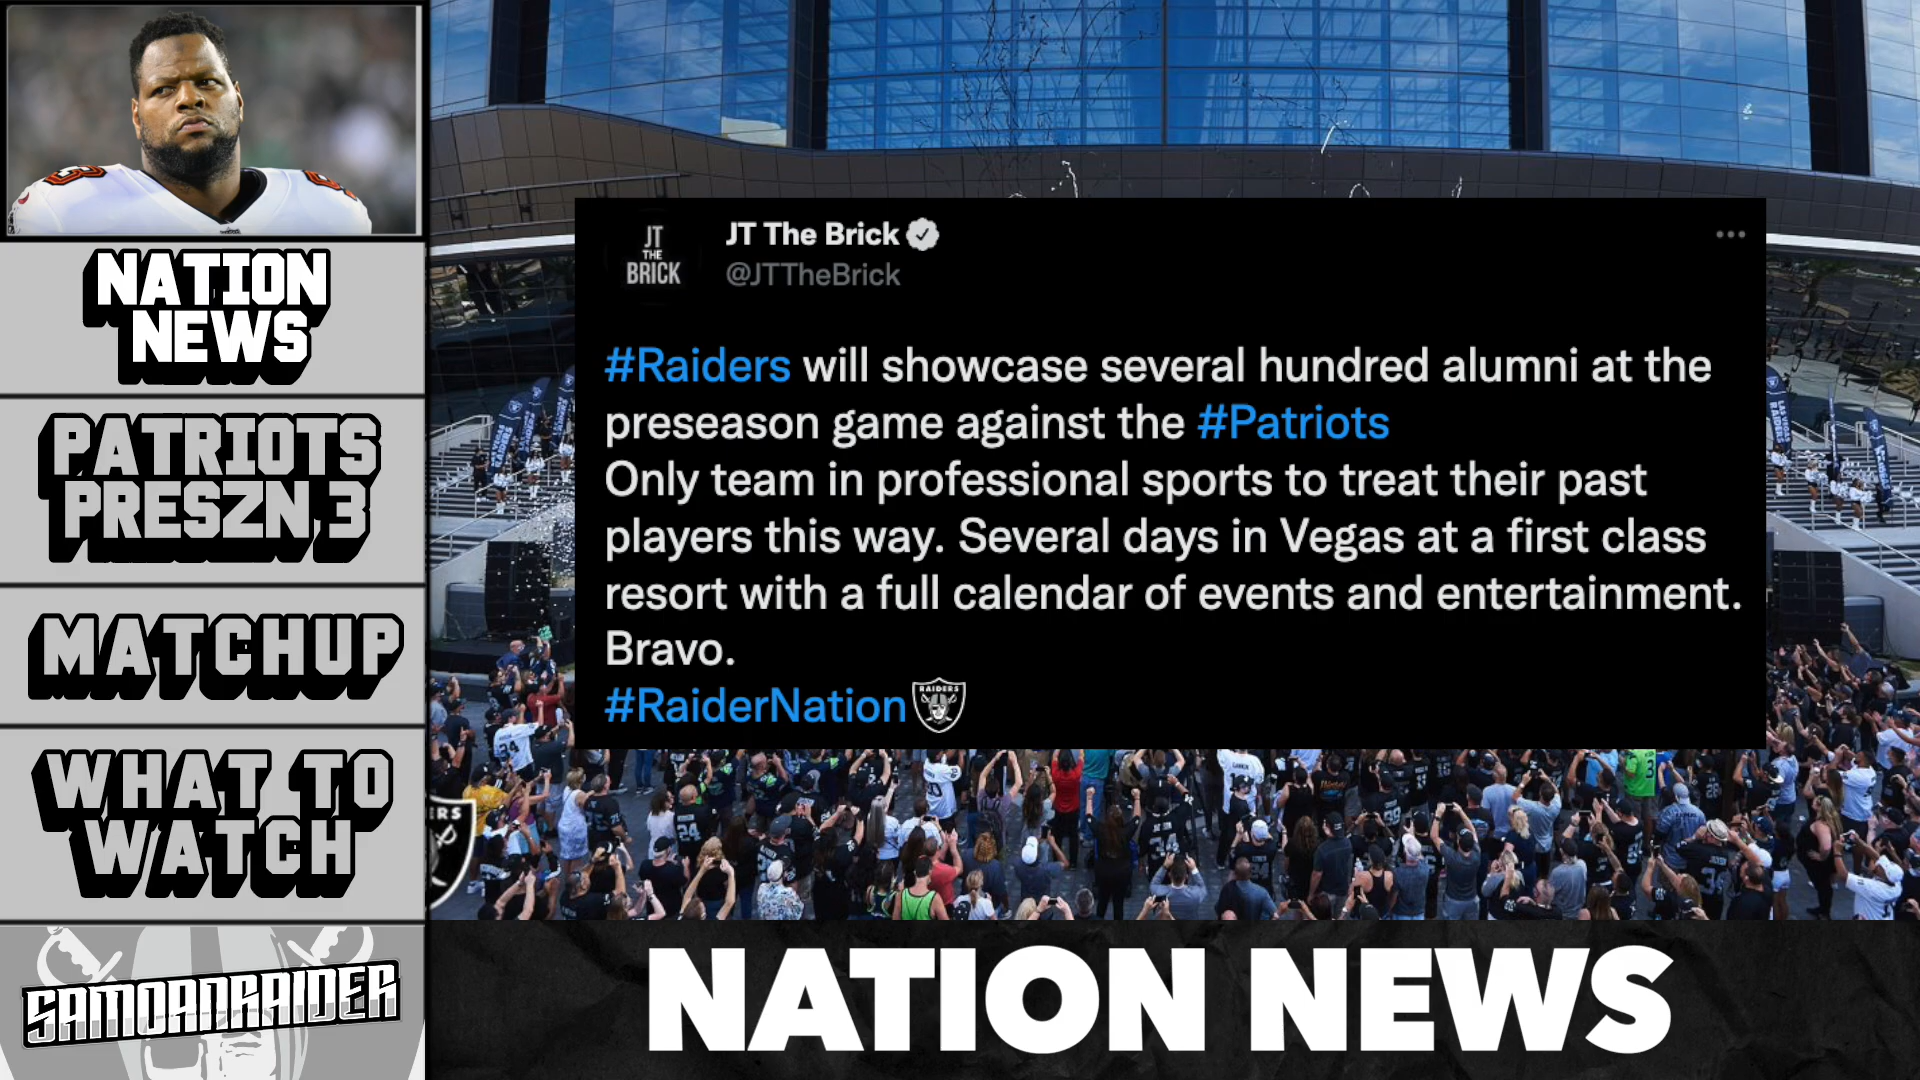 NATION
NEWS
PATRIOTS
PRESZN 3
MATCHUP
WHAT TO
WATCH
SAMOANRAIDER
JT
THE
BRICK
JT The Brick
@JTTheBrick
#Raiders will showcase several hundred alumni at the
preseason game against the #Patriots
Only team in professional sports to treat their past
players this way. Several days in Vegas at a first class
resort with a full calendar of events and entertainment.
Bravo.
#RaiderNation
RAIDERS
ERS
24
34
NATION NEWS